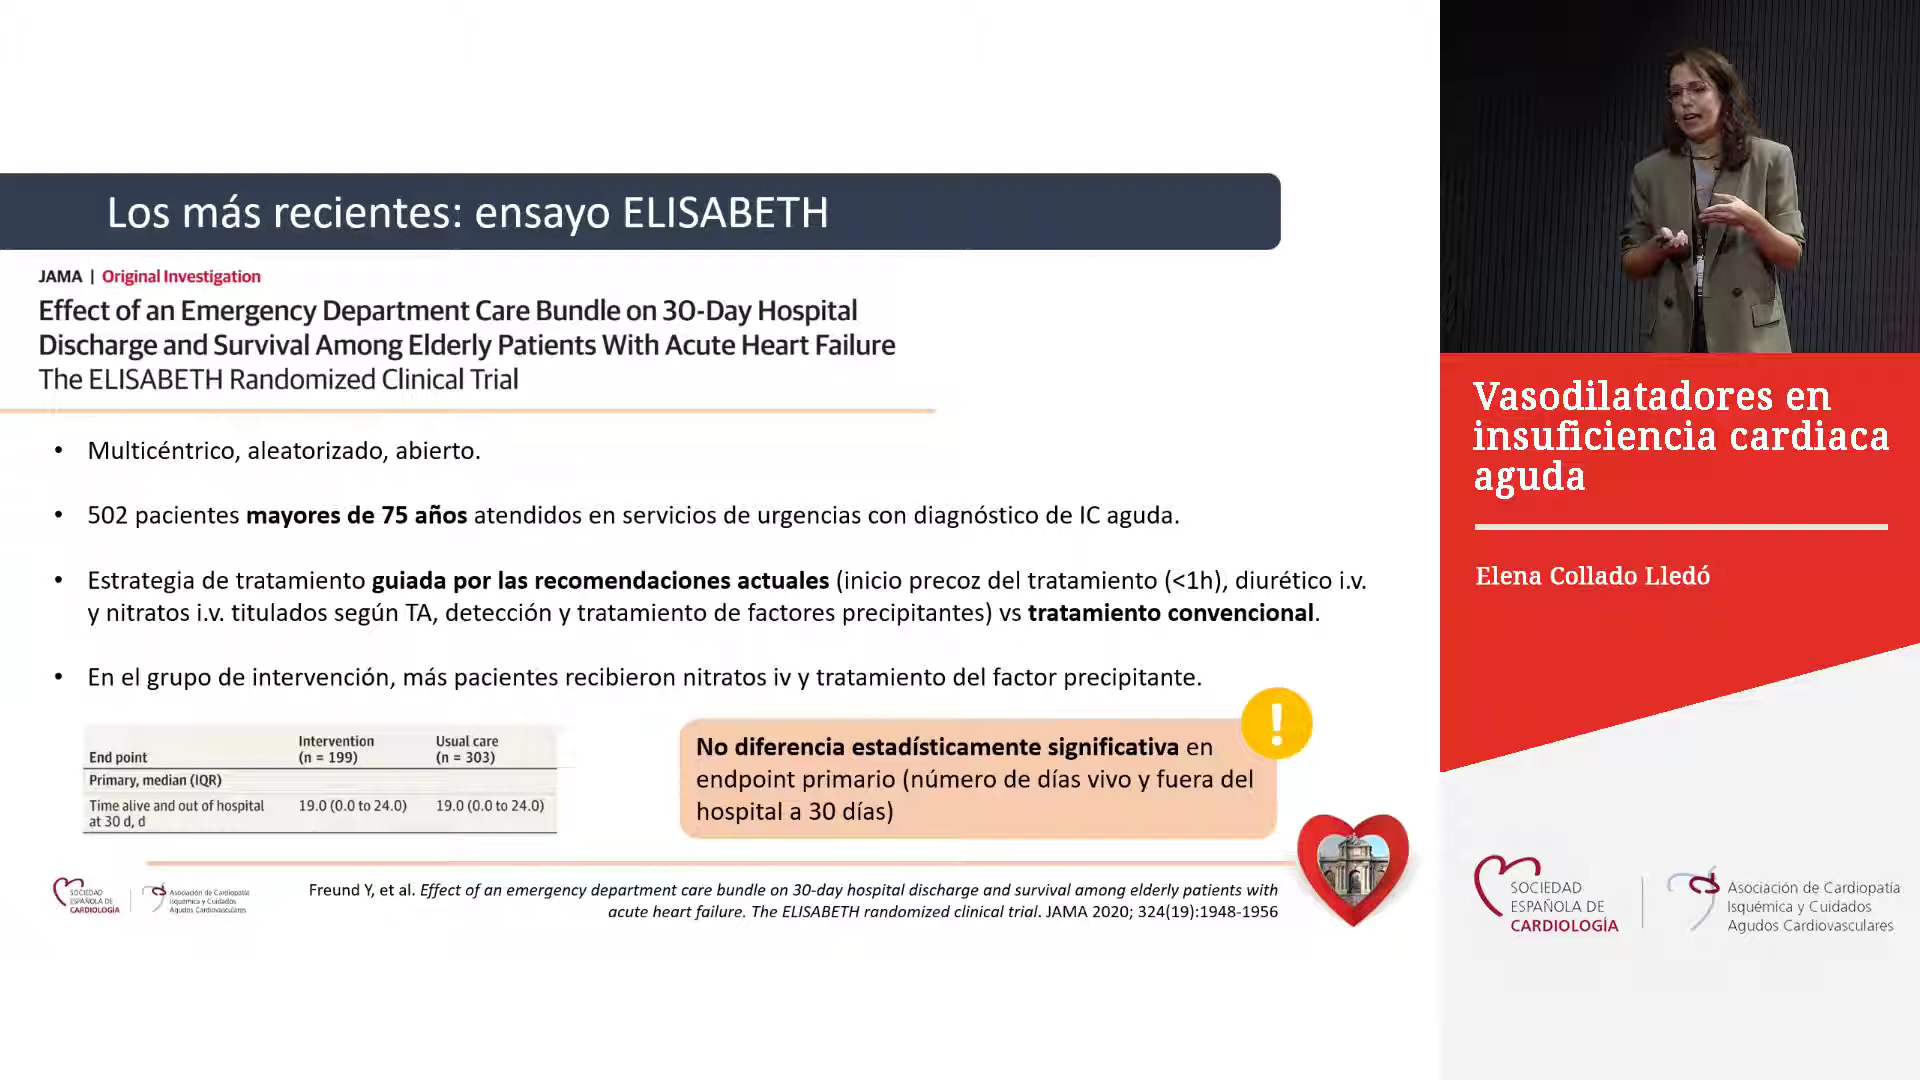 Los más recientes: ensayo ELISABETH
JAMA | Original Investigation
Effect of an Emergency Department Care Bundle on 30-Day Hospital
Discharge and Survival Among Elderly Patients With Acute Heart Failure
The ELISABETH Randomized Clinical Trial
• Multicéntrico, aleatorizado, abierto.
• 502 pacientes mayores de 75 años atendidos en servicios de urgencias con diagnóstico de IC aguda.
• Estrategia de tratamiento guiada por las recomendaciones actuales (inicio precoz del tratamiento (<1h), diurético i.v.
y nitratos i.v. titulados según TA, detección y tratamiento de factores precipitantes) vs tratamiento convencional.
• En el grupo de intervención, más pacientes recibieron nitratos iv y tratamiento del factor precipitante.
End point Intervention (n = 199) Usual care (n = 303)
Primary, median (IQR)
Time alive and out of hospital at 30 d, d 19.0 (0.0 to 24.0) 19.0 (0.0 to 24.0)
!
No diferencia estadísticamente significativa en
endpoint primario (número de días vivo y fuera del
hospital a 30 días)
SOCIEDAD
ESPAÑOLA DE
CARDIOLOGÍA
Asociación de Cardiopatía
Isquémica y Cuidados
Agudos Cardiovasculares
Freund Y, et al. Effect of an emergency department care bundle on 30-day hospital discharge and survival among elderly patients with
acute heart failure. The ELISABETH randomized clinical trial. JAMA 2020; 324(19):1948-1956
Vasodilatadores en
insuficiencia cardiaca
aguda
Elena Collado Lledó
SOCIEDAD
ESPAÑOLA DE
CARDIOLOGÍA
Asociación de Cardiopatía
Isquémica y Cuidados
Agudos Cardiovasculares